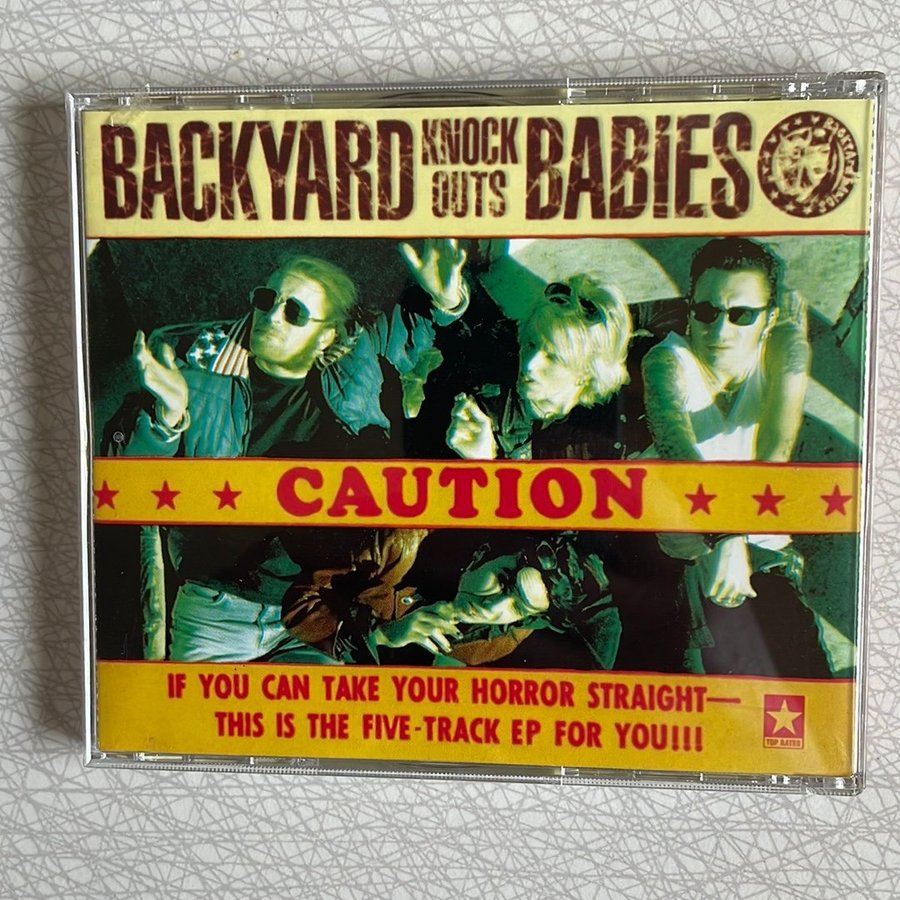 BACKYARD KNOCK OUTS BABIES
CAUTION
IF YOU CAN TAKE YOUR HORROR STRAIGHT—
THIS IS THE FIVE-TRACK EP FOR YOU!!!
TOP RATED